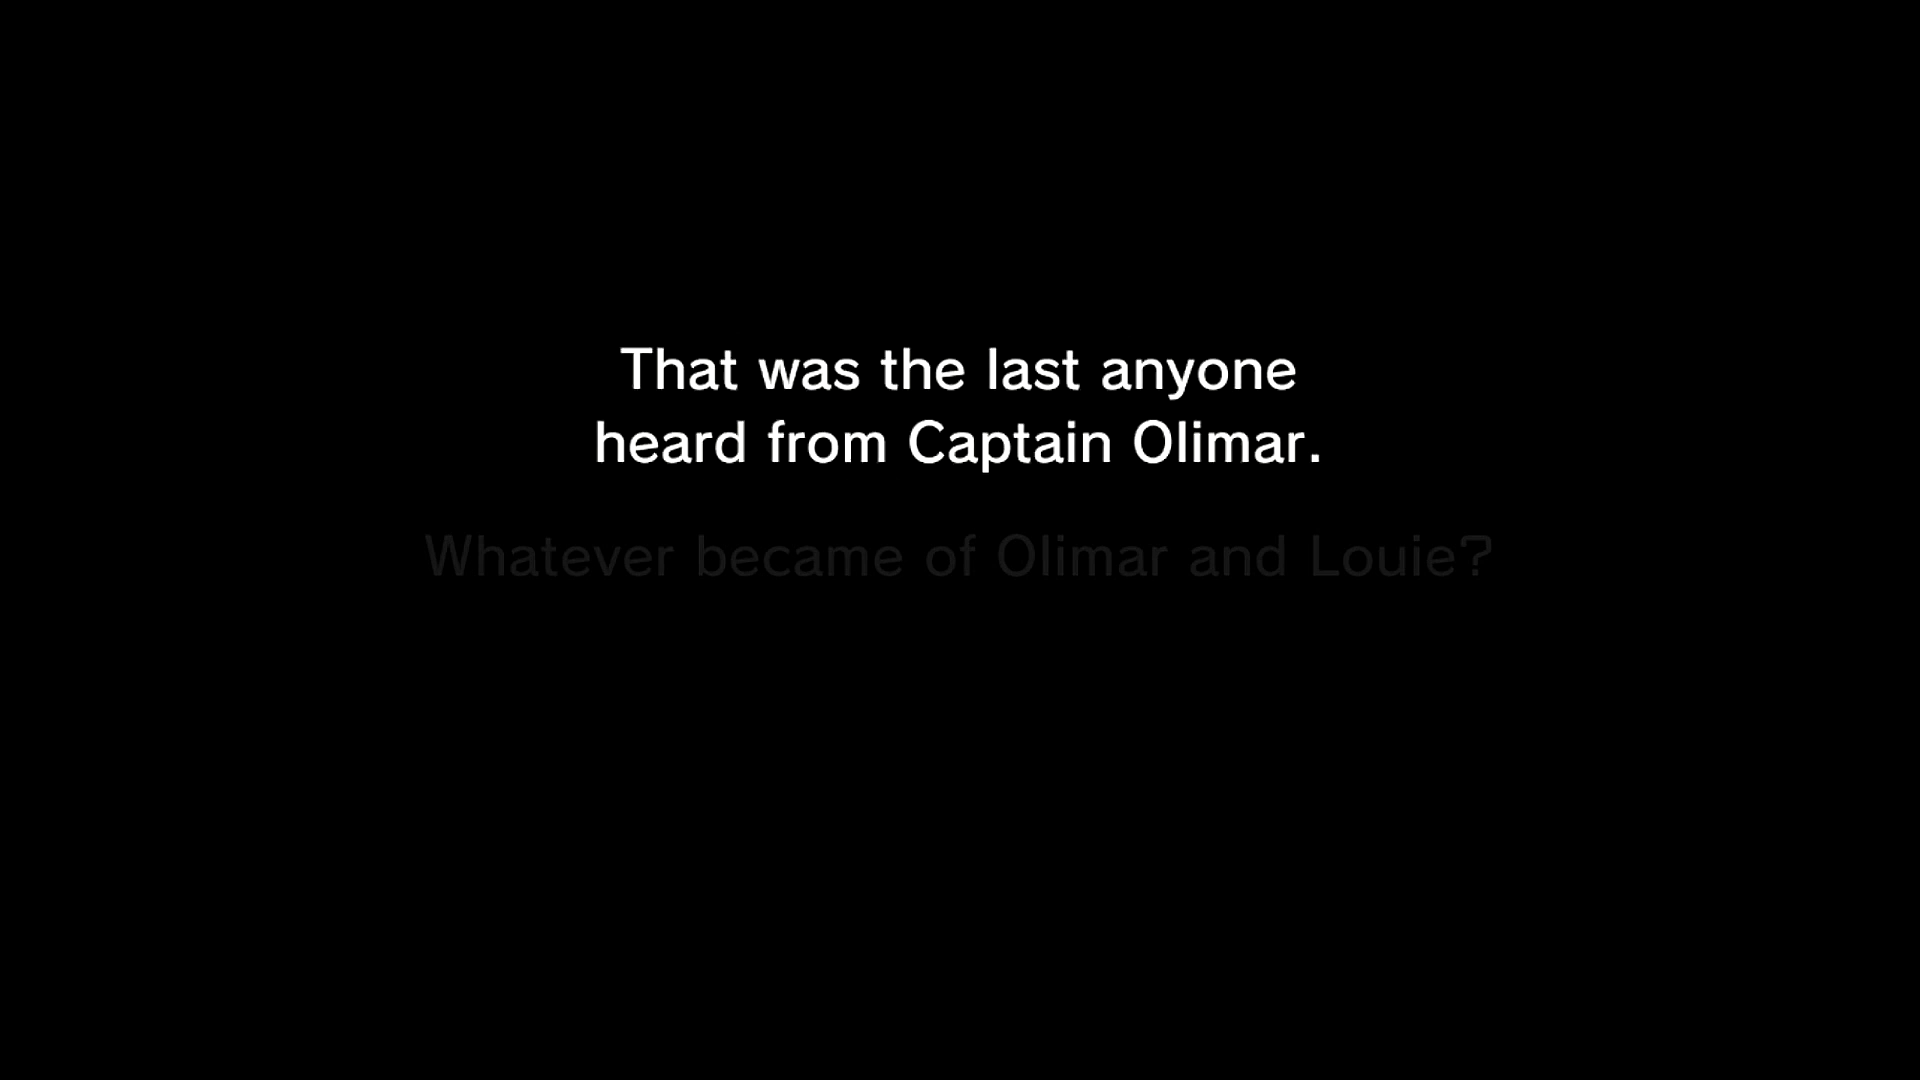 That was the last anyone
heard from Captain Olimar.
Whatever became of Olimar and Louie?